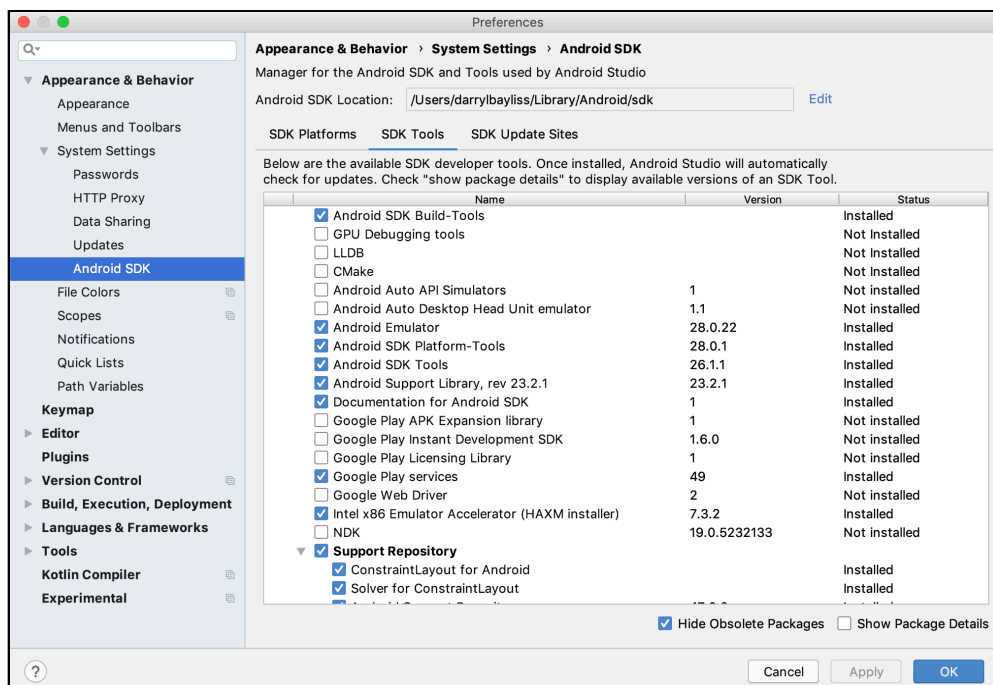 Preferences
Appearance & Behavior › System Settings › Android SDK
Manager for the Android SDK and Tools used by Android Studio
Android SDK Location: /Users/darrylbayliss/Library/Android/sdk Edit
SDK Platforms SDK Tools SDK Update Sites
Below are the available SDK developer tools. Once installed, Android Studio will automatically
check for updates. Check "show package details" to display available versions of an SDK Tool.
Appearance & Behavior
Appearance
Menus and Toolbars
System Settings
Passwords
HTTP Proxy
Data Sharing
Updates
Android SDK
File Colors
Scopes
Notifications
Quick Lists
Path Variables
Keymap
Editor
Plugins
Version Control
Build, Execution, Deployment
Languages & Frameworks
Tools
Kotlin Compiler
Experimental
Name Version Status
Android SDK Build-Tools Installed
GPU Debugging tools Not Installed
LLDB Not Installed
CMake Not Installed
Android Auto API Simulators 1 Not installed
Android Auto Desktop Head Unit emulator 1.1 Not installed
Android Emulator 28.0.22 Installed
Android SDK Platform-Tools 28.0.1 Installed
Android SDK Tools 26.1.1 Installed
Android Support Library, rev 23.2.1 23.2.1 Installed
Documentation for Android SDK 1 Installed
Google Play APK Expansion library 1 Not installed
Google Play Instant Development SDK 1.6.0 Not installed
Google Play Licensing Library 1 Not installed
Google Play services 49 Installed
Google Web Driver 2 Not installed
Intel x86 Emulator Accelerator (HAXM installer) 7.3.2 Installed
NDK 19.0.5232133 Not installed
Support Repository
ConstraintLayout for Android Installed
Solver for ConstraintLayout Installed
Hide Obsolete Packages Show Package Details
? Cancel Apply OK